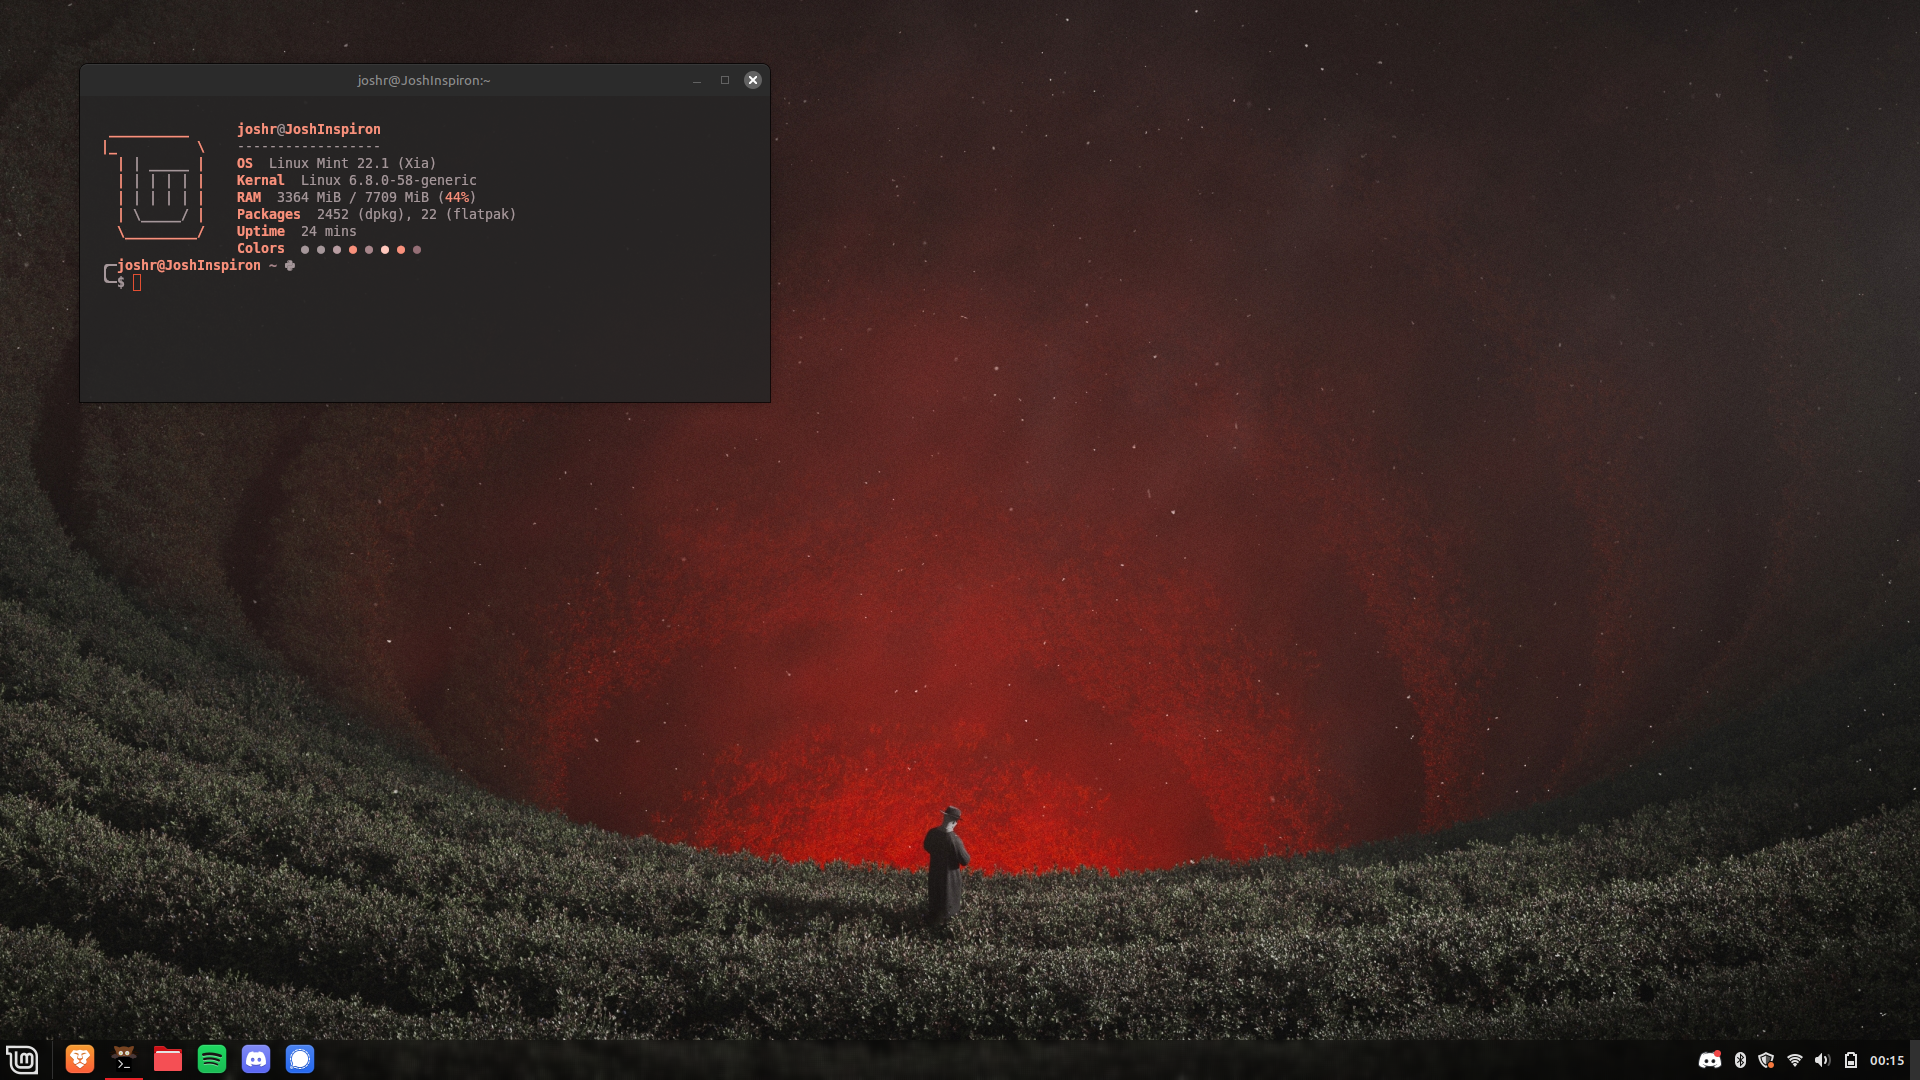 joshr@JoshInspiron:~
joshr@JoshInspiron
------------------
OS  Linux Mint 22.1 (Xia)
Kernal  Linux 6.8.0-58-generic
RAM  3364 MiB / 7709 MiB (44%)
Packages  2452 (dpkg), 22 (flatpak)
Uptime  24 mins
Colors
joshr@JoshInspiron ~
$
00:15